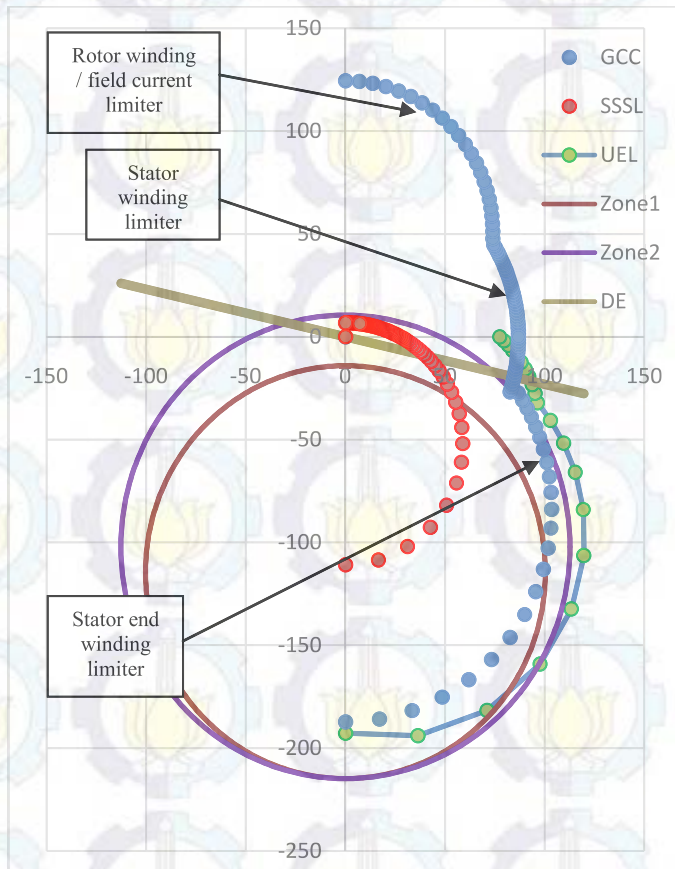 150
Rotor winding
/ field current
limiter
GCC
SSSL
100
UEL
Stator
winding
limiter
Zone1
50
Zone2
DE
0
-150
-100
-50
0
50
100
150
-50
-100
Stator end
winding
limiter
-150
-200
-250